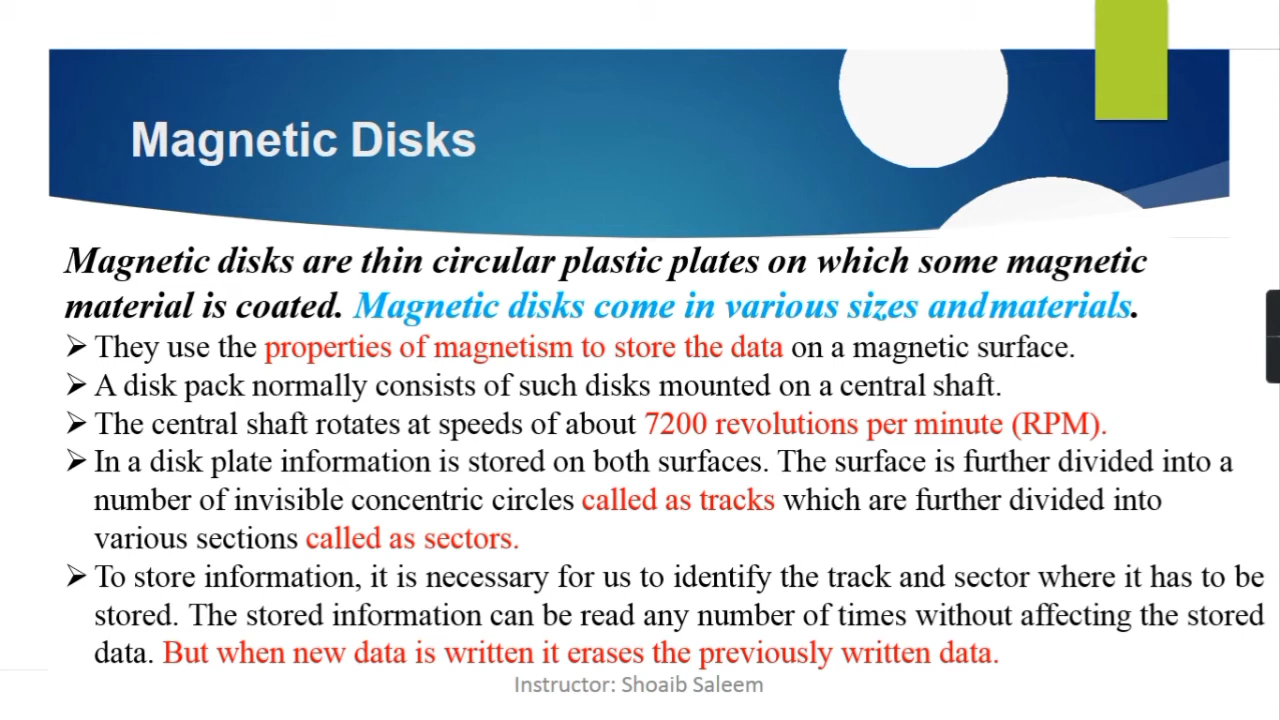 Magnetic Disks
Magnetic disks are thin circular plastic plates on which some magnetic
material is coated. Magnetic disks come in various sizes and materials.
➢ They use the properties of magnetism to store the data on a magnetic surface.
➢ A disk pack normally consists of such disks mounted on a central shaft.
➢ The central shaft rotates at speeds of about 7200 revolutions per minute (RPM).
➢ In a disk plate information is stored on both surfaces. The surface is further divided into a
number of invisible concentric circles called as tracks which are further divided into
various sections called as sectors.
➢ To store information, it is necessary for us to identify the track and sector where it has to be
stored. The stored information can be read any number of times without affecting the stored
data. But when new data is written it erases the previously written data.
Instructor: Shoaib Saleem